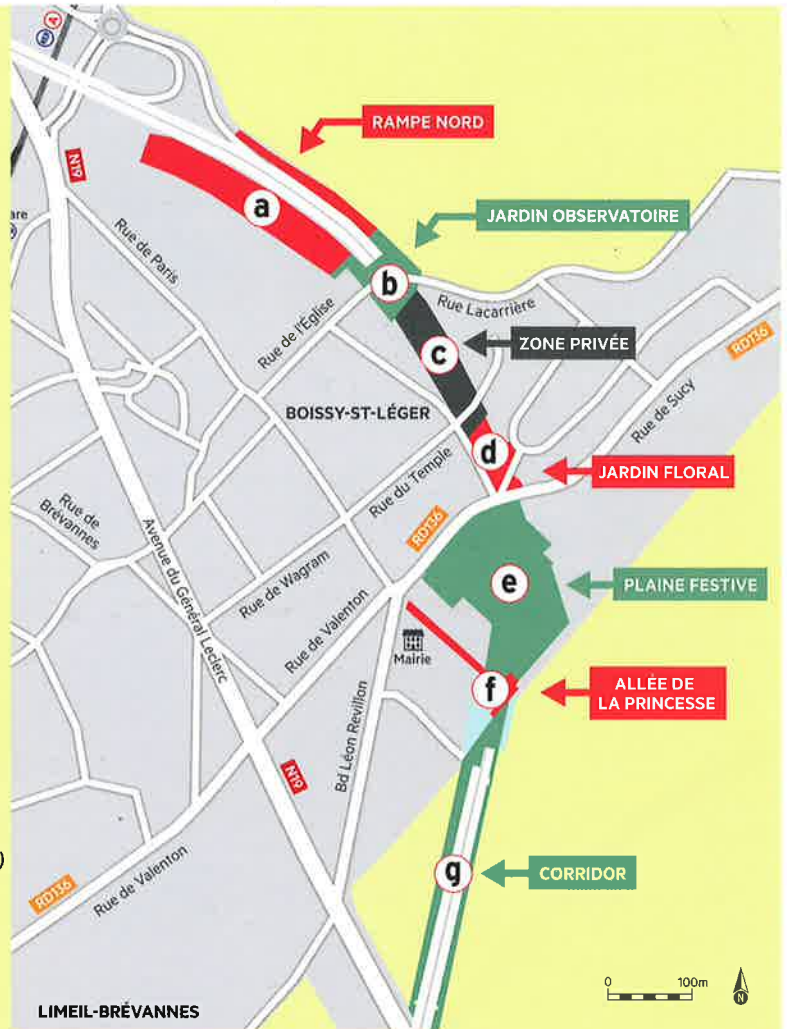 A
RAMPE NORD
N19
a
JARDIN OBSERVATOIRE
are
Rue de Paris
b
Rue Lacarrière
Rue de l'Église
c
ZONE PRIVÉE
RD136
BOISSY-ST-LÉGER
Rue de Sucy
d
Rue du Temple
JARDIN FLORAL
Rue de
Brévannes
RD136
Avenue du Général Leclerc
Rue de Wagram
e
PLAINE FESTIVE
Rue de Valenton
Mairie
f
ALLÉE DE
LA PRINCESSE
Bd Léon Revillon
N19
)
g
CORRIDOR
Rue de Valenton
RD136
0 100m
N
LIMEIL-BRÉVANNES